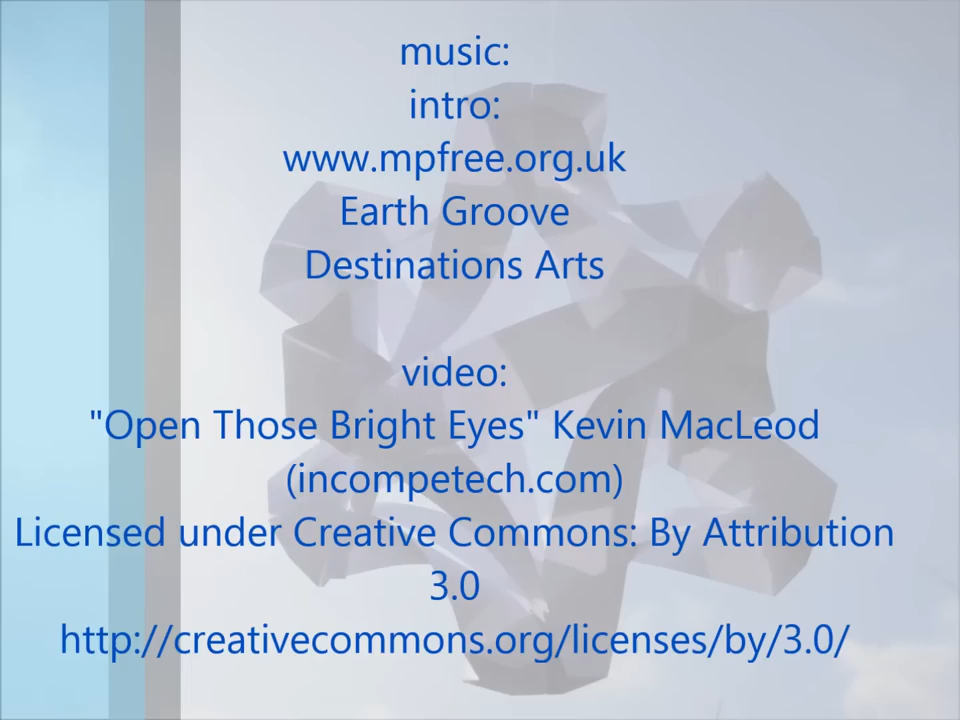 music:
intro:
www.mpfree.org.uk
Earth Groove
Destinations Arts
video:
"Open Those Bright Eyes" Kevin MacLeod
(incompetech.com)
Licensed under Creative Commons: By Attribution
3.0
http://creativecommons.org/licenses/by/3.0/